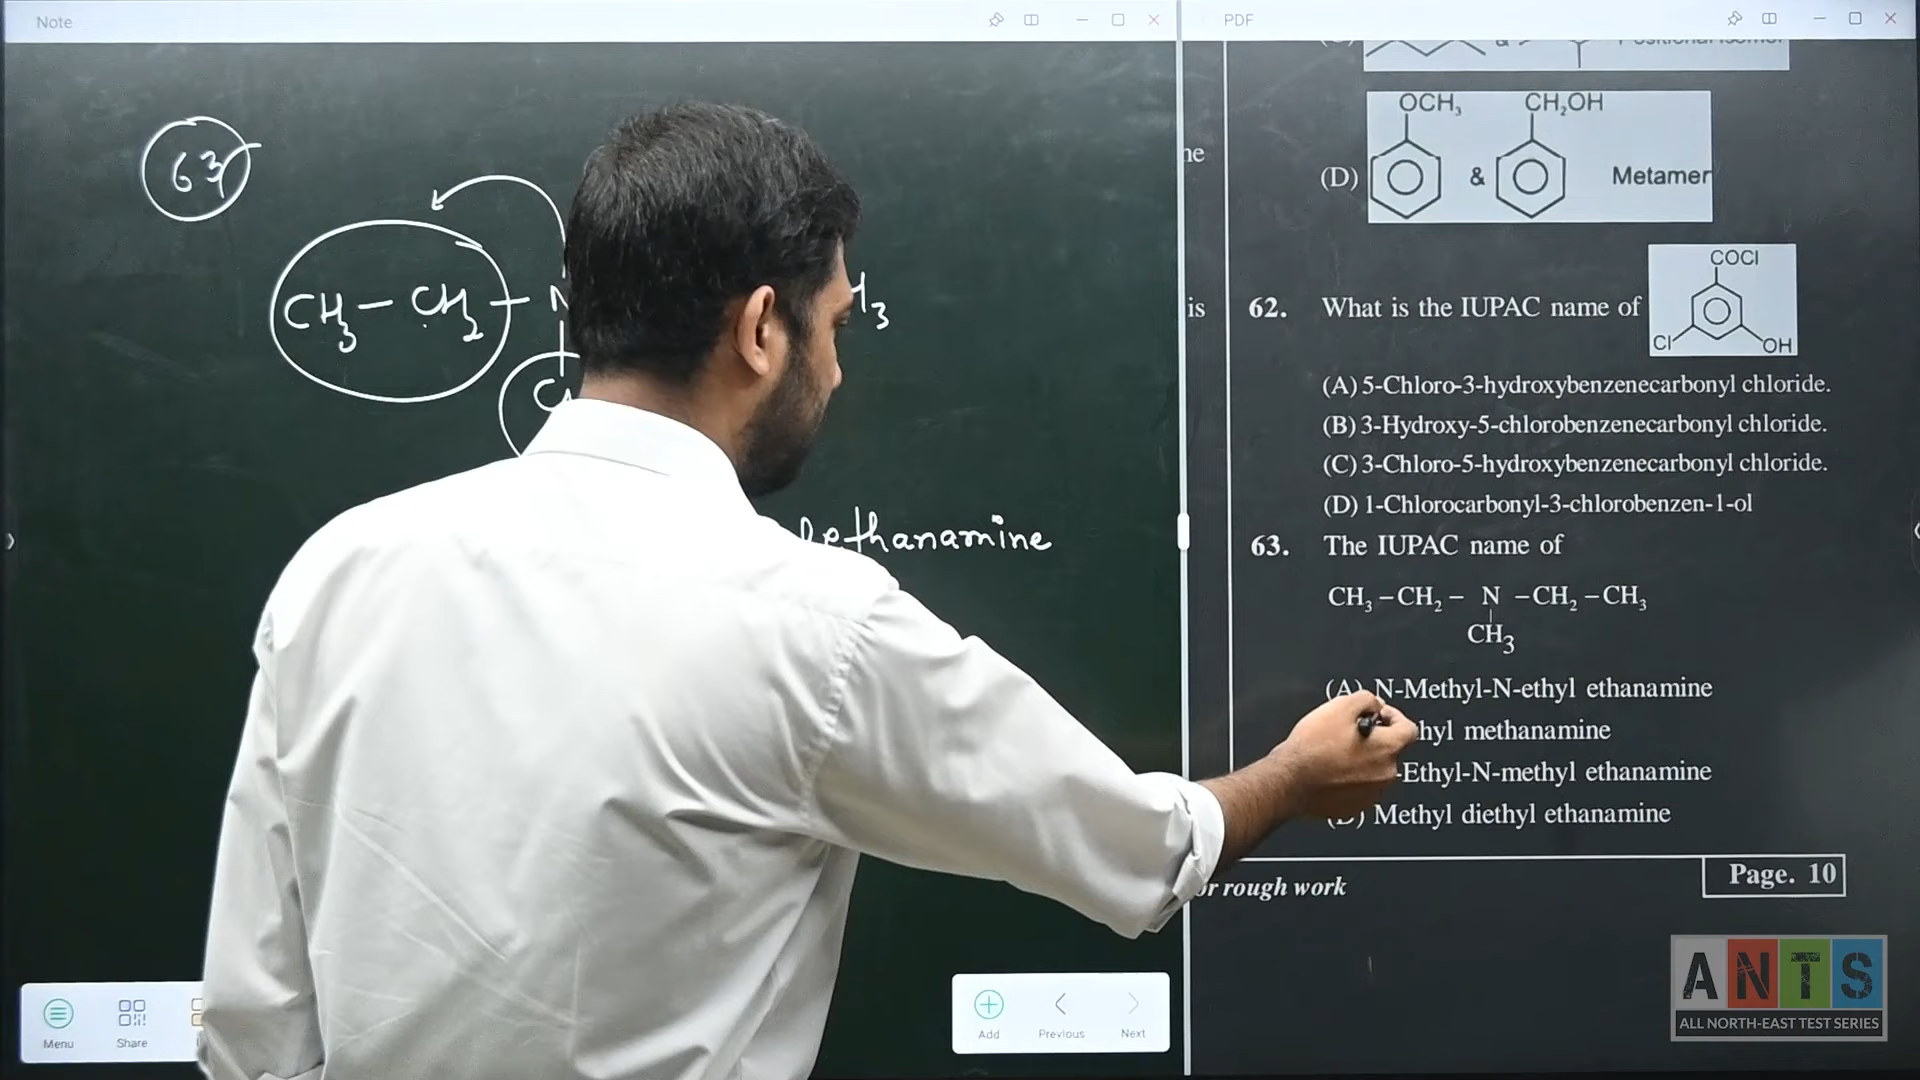 Note
63
CH3 – CH2 – N
H3
ethanamine
Menu
Share
Add
Previous
Next
PDF
OCH3
CH2OH
(D)
&
Metamer
is
62. What is the IUPAC name of
COCl
Cl
OH
(A) 5-Chloro-3-hydroxybenzenecarbonyl chloride.
(B) 3-Hydroxy-5-chlorobenzenecarbonyl chloride.
(C) 3-Chloro-5-hydroxybenzenecarbonyl chloride.
(D) 1-Chlorocarbonyl-3-chlorobenzen-1-ol
63. The IUPAC name of
CH3 – CH2 – N – CH2 – CH3
CH3
(A) N-Methyl-N-ethyl ethanamine
methanamine
-Ethyl-N-methyl ethanamine
(D) Methyl diethyl ethanamine
rough work
Page. 10
ANTS
ALL NORTH-EAST TEST SERIES